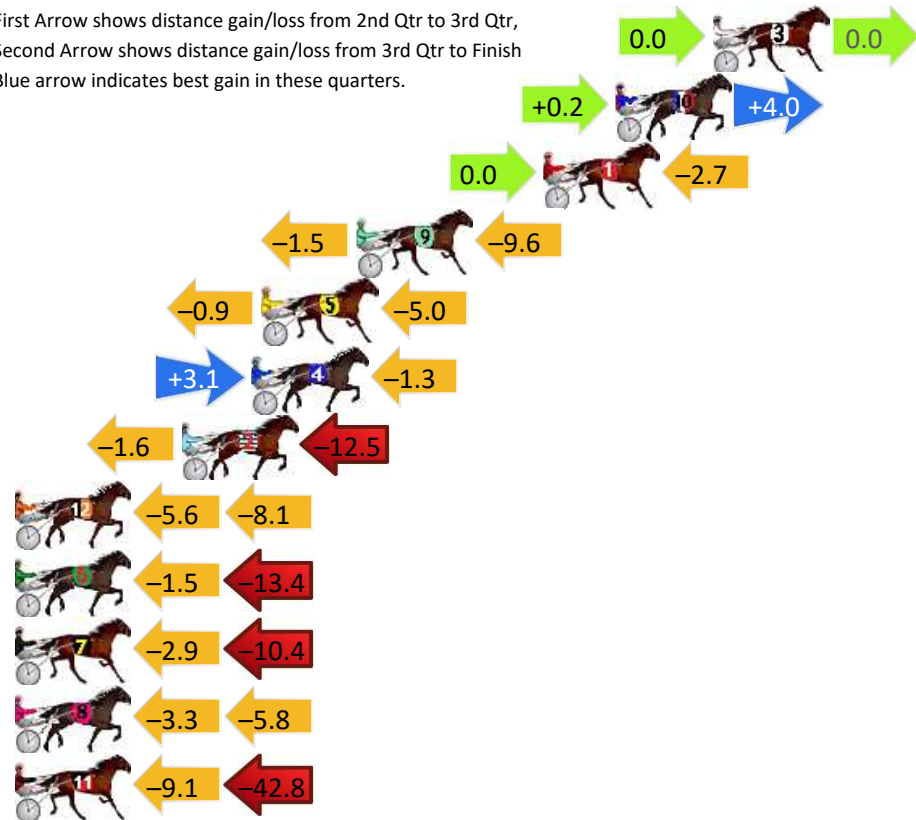 First Arrow shows distance gain/loss from 2nd Qtr to 3rd Qtr,
Second Arrow shows distance gain/loss from 3rd Qtr to Finish
Blue arrow indicates best gain in these quarters.
0.0 3 0.0
+0.2 10 +4.0
0.0 1 −2.7
−1.5 9 −9.6
−0.9 5 −5.0
+3.1 4 −1.3
−1.6 2 −12.5
12 −5.6 −8.1
6 −1.5 −13.4
7 −2.9 −10.4
8 −3.3 −5.8
11 −9.1 −42.8